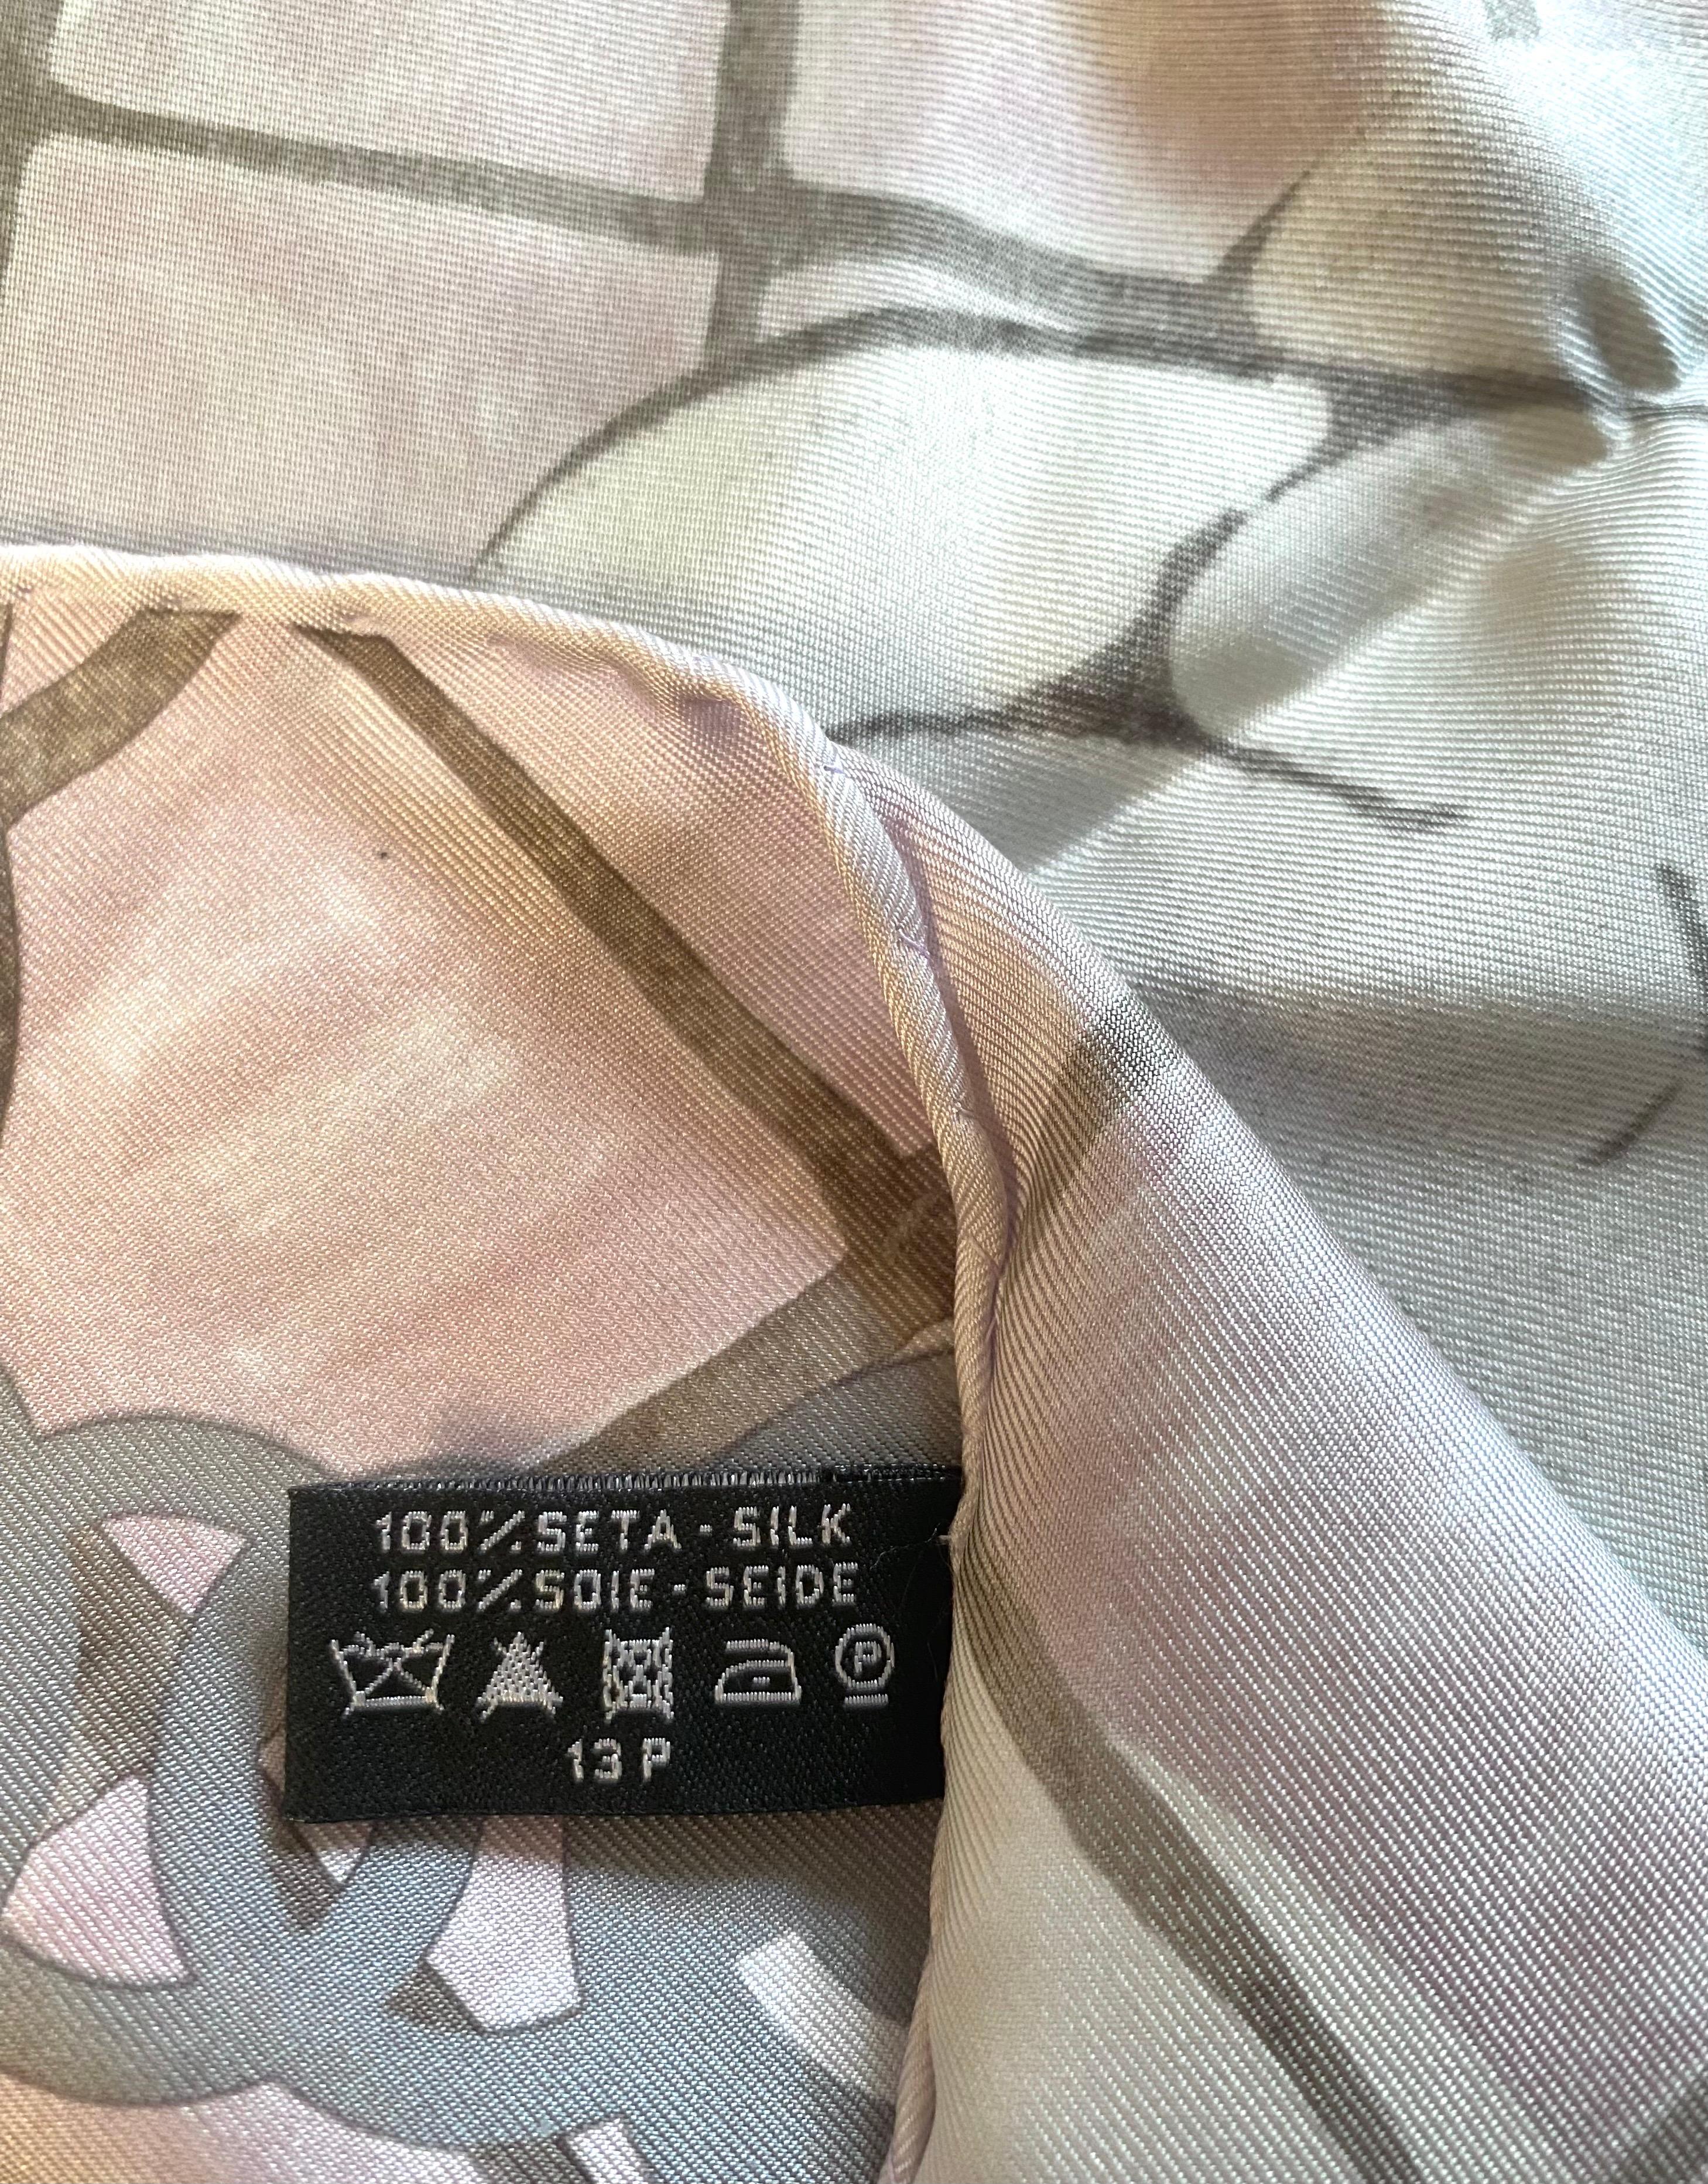 100% SETA - SILK
100% SOIE - SEIDE
P
13 P